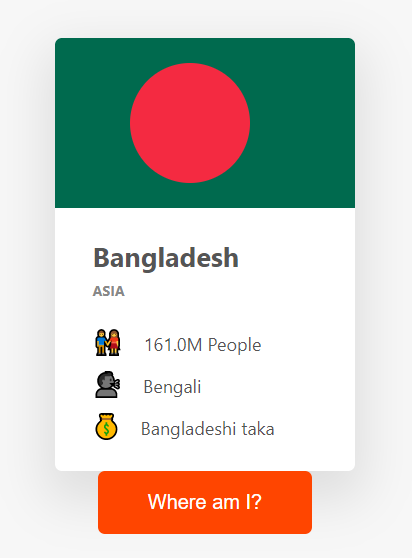 Bangladesh
ASIA
161.0M People
Bengali
Bangladeshi taka
Where am I?